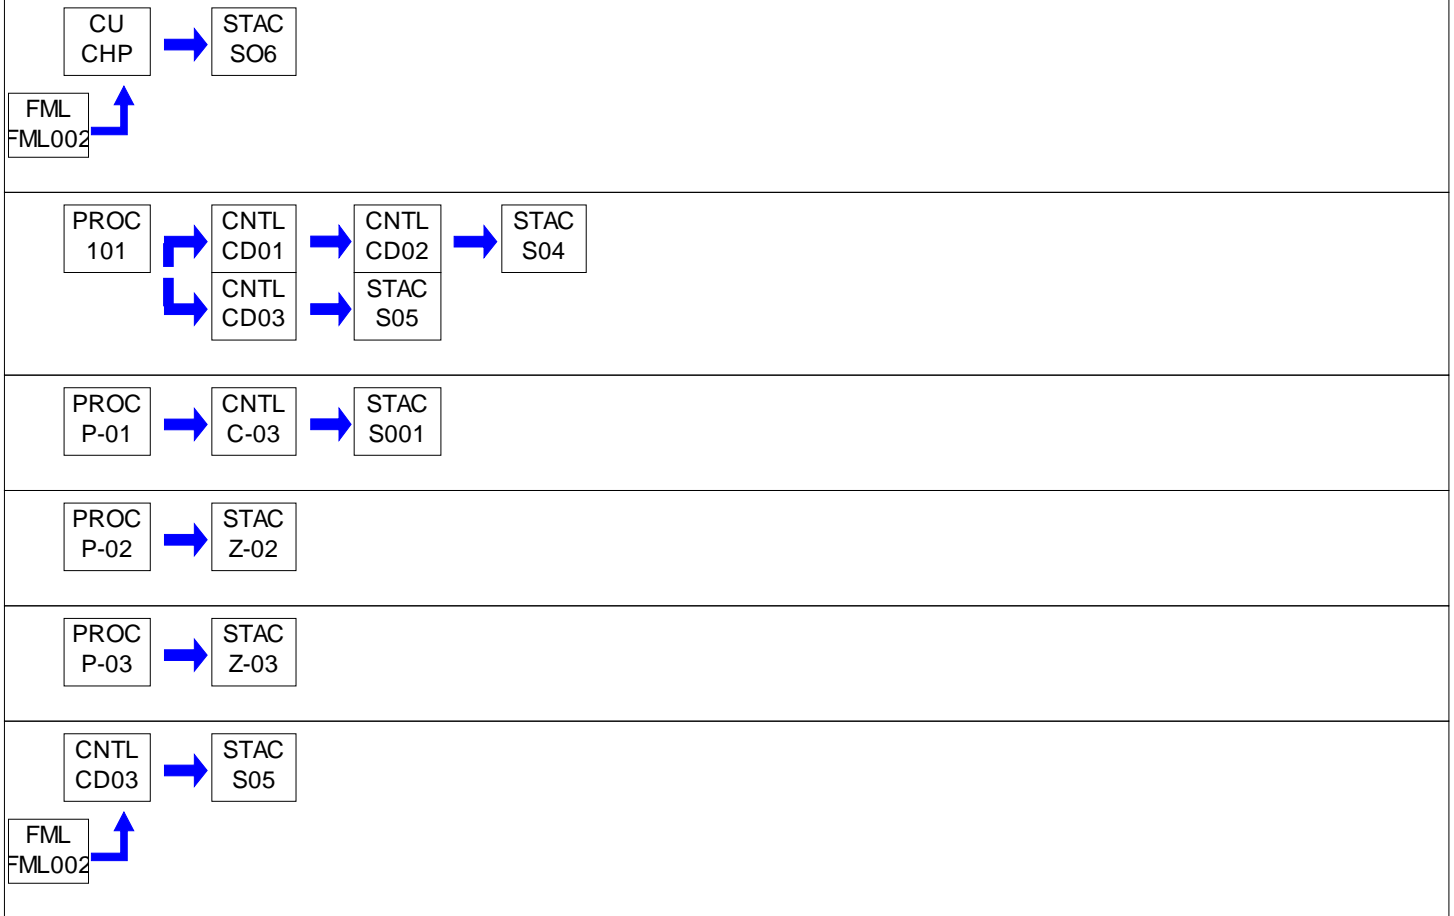 CU
CHP
STAC
SO6
FML
FML002
PROC
101
CNTL
CD01
CNTL
CD02
STAC
S04
CNTL
CD03
STAC
S05
PROC
P-01
CNTL
C-03
STAC
S001
PROC
P-02
STAC
Z-02
PROC
P-03
STAC
Z-03
CNTL
CD03
STAC
S05
FML
FML002